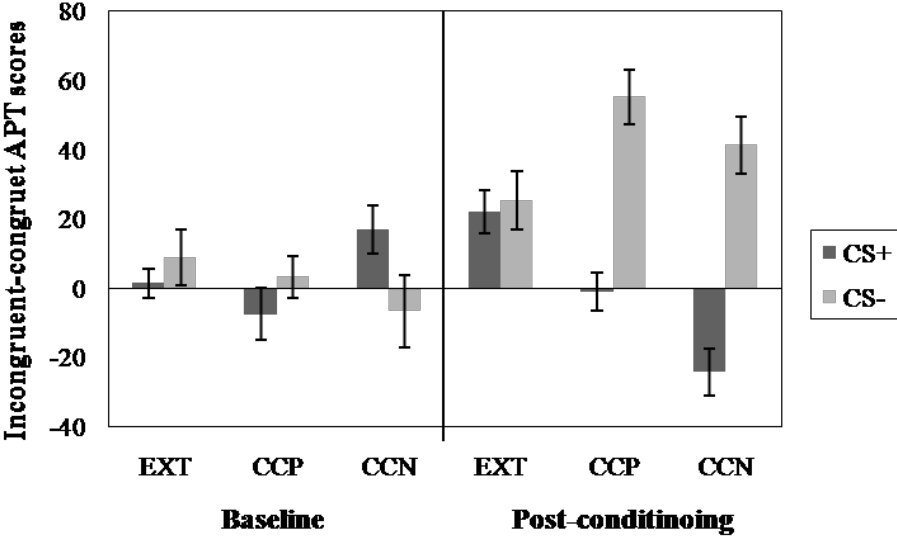 Incongruent-congruet APT scores
80
60
40
20
0
-20
-40
EXT CCP CCN EXT CCP CCN
Baseline Post-conditinoing
CS+
CS-